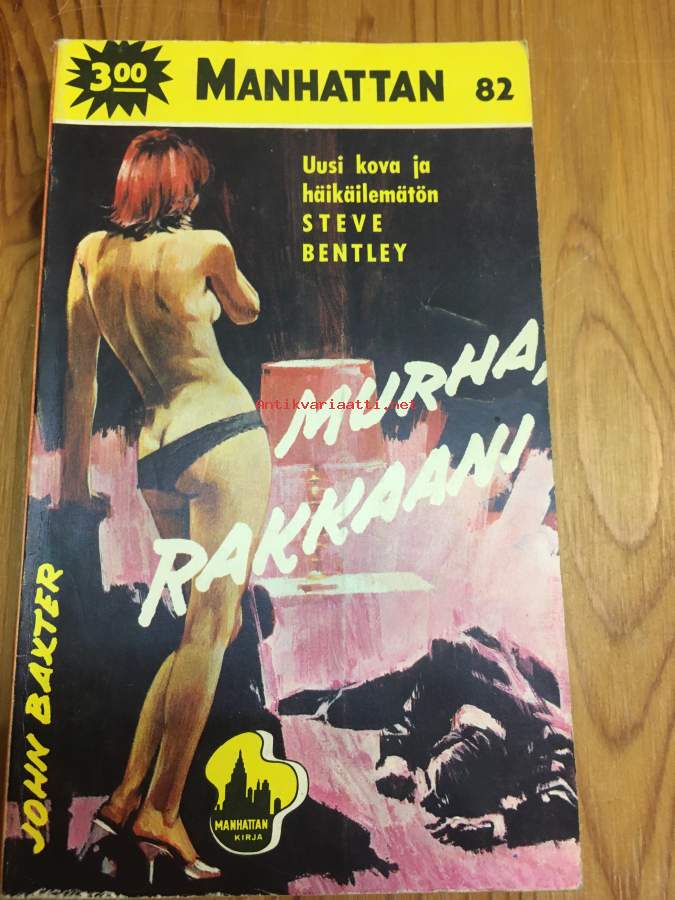 3.00 MANHATTAN 82
Uusi kova ja
häikäilemätön
STEVE
BENTLEY
MURHA,
Antikvariaatti.net
RAKKAANI
JOHN BAXTER
MANHATTAN
KIRJA